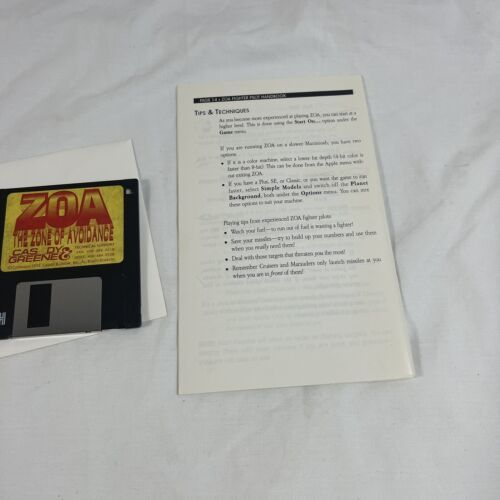 PAGE 14 • ZOA FIGHTER PILOT HANDBOOK
TIPS & TECHNIQUES
As you become more experienced at playing ZOA, you can start at a
higher level. This is done using the Start On... option under the
Game menu.
If you are running ZOA on a slower Macintosh, you have two
options:
• If it is a color machine, select a lower bit depth (4-bit color is
faster than 8-bit). This can be done from the Apple menu with-
out exiting ZOA.
• If you have a Plus, SE, or Classic, or you want the game to run
faster, select Simple Models and switch off the Planet
Background, both under the Options menu. You can use
these options to suit your machine.
Playing tips from experienced ZOA fighter pilots:
• Watch your fuel—to run out of fuel is wasting a fighter!
• Save your missiles—try to build up your numbers and use them
when you really need them!
• Deal with those targets that threaten you the most!
• Remember Cruisers and Marauders only launch missiles at you
when you are in front of them!
ZOA
THE ZONE OF AVOIDANCE
TECHNICAL SUPPORT
GREENE